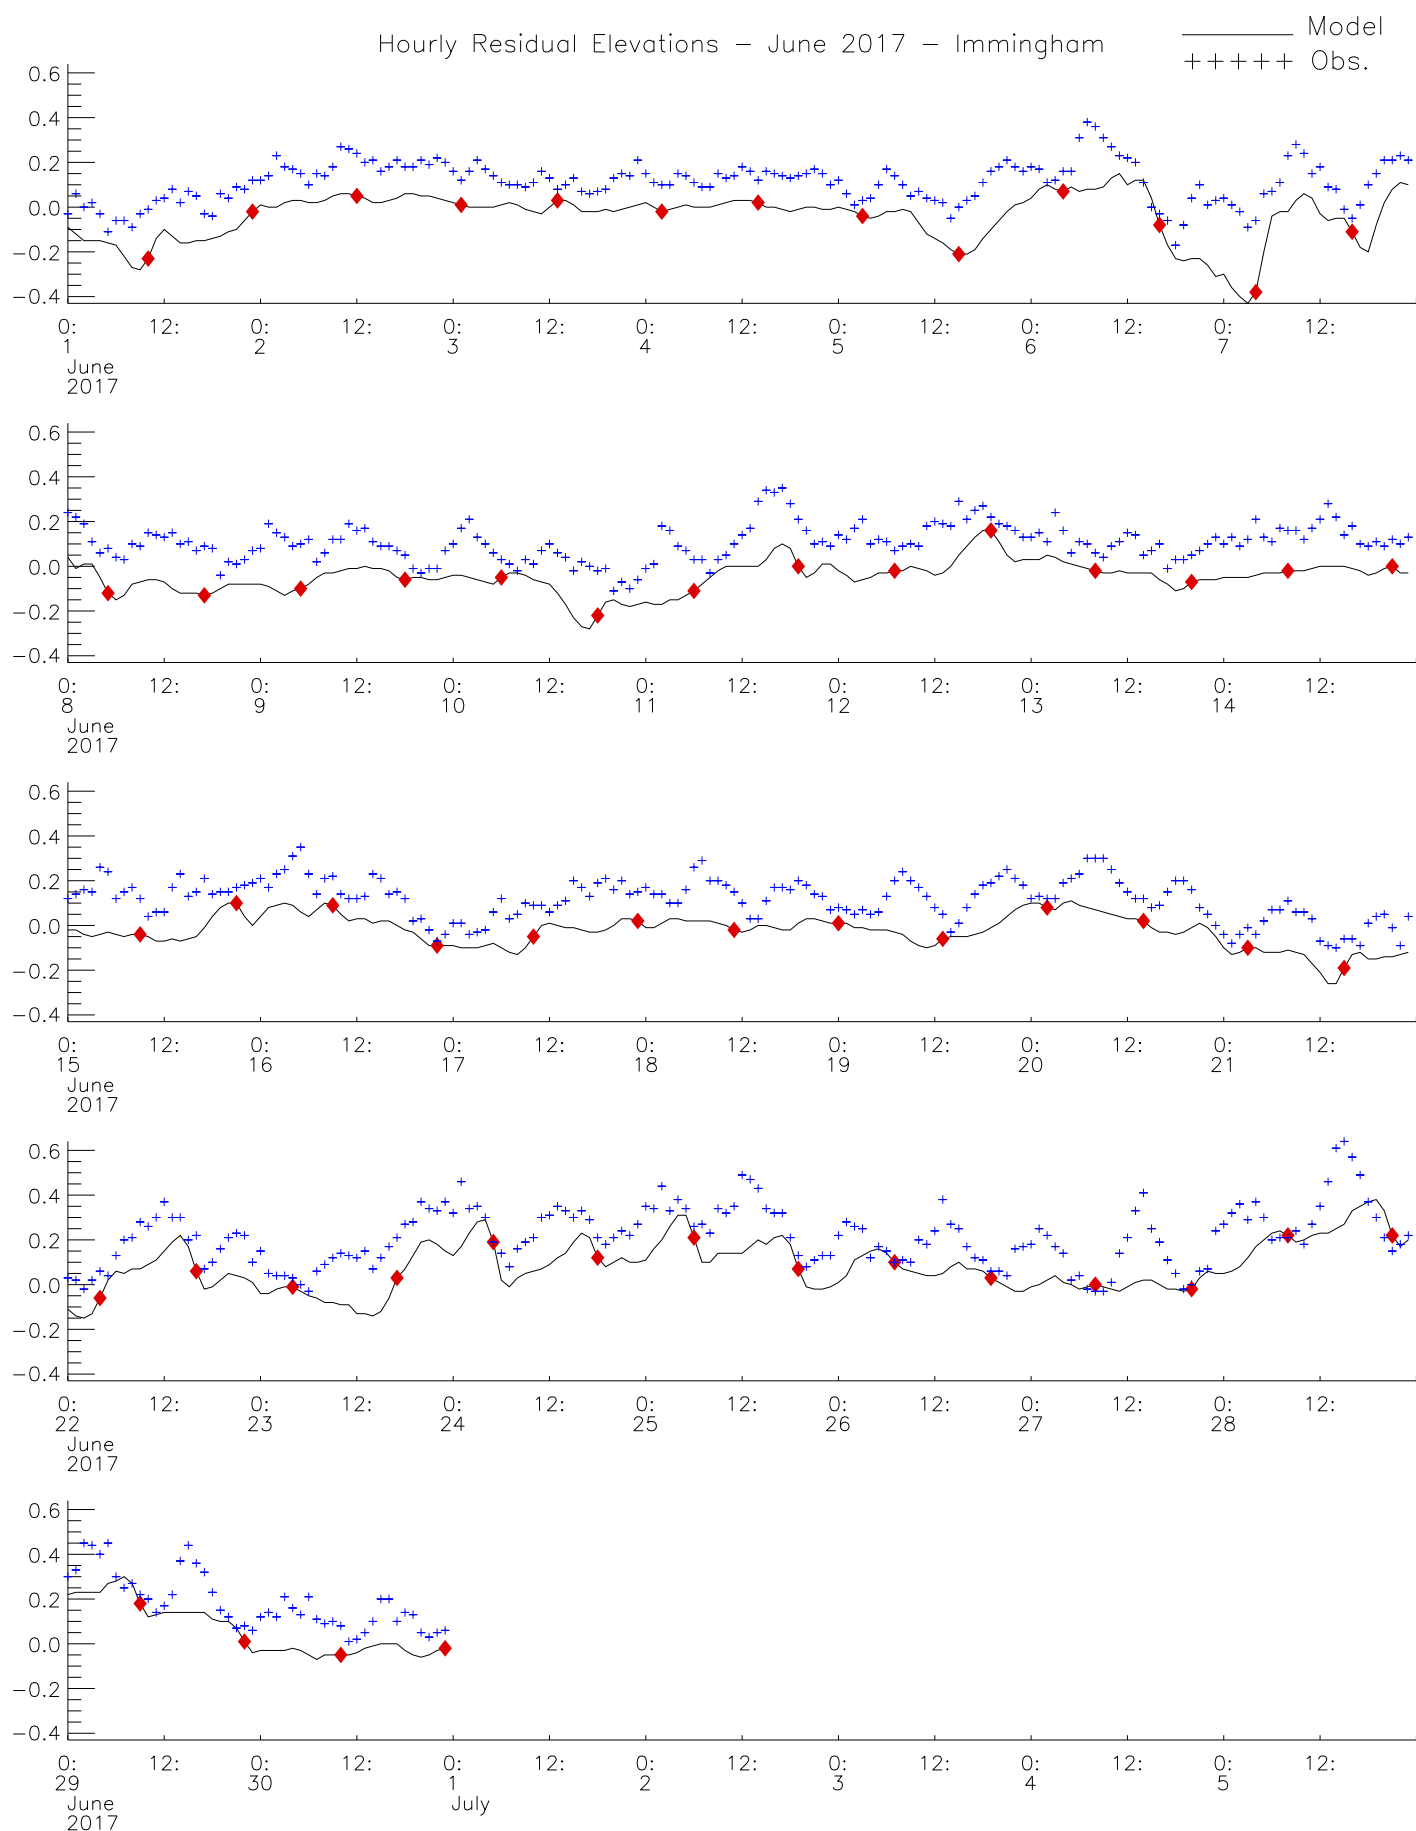 Hourly Residual Elevations – June 2017 – Immingham
Model
+++++ Obs.
0.6
0.4
0.2
0.0
−0.2
−0.4
0: 12: 0: 12: 0: 12: 0: 12: 0: 12: 0: 12: 0: 12:
1 2 3 4 5 6 7
June
2017
0.6
0.4
0.2
0.0
−0.2
−0.4
0: 12: 0: 12: 0: 12: 0: 12: 0: 12: 0: 12: 0: 12:
8 9 10 11 12 13 14
June
2017
0.6
0.4
0.2
0.0
−0.2
−0.4
0: 12: 0: 12: 0: 12: 0: 12: 0: 12: 0: 12: 0: 12:
15 16 17 18 19 20 21
June
2017
0.6
0.4
0.2
0.0
−0.2
−0.4
0: 12: 0: 12: 0: 12: 0: 12: 0: 12: 0: 12: 0: 12:
22 23 24 25 26 27 28
June
2017
0.6
0.4
0.2
0.0
−0.2
−0.4
0: 12: 0: 12: 0: 12: 0: 12: 0: 12: 0: 12: 0: 12:
29 30 1 2 3 4 5
June July
2017